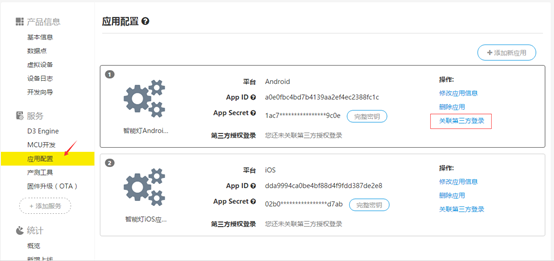 产品信息
基本信息
数据点
虚拟设备
设备日志
开发向导
服务
D3 Engine
MCU开发
应用配置
产测工具
固件升级（OTA）
+ 添加服务
统计
概览
应用配置
+ 添加新应用
1
智能灯Androi...
平台 Android
App ID a0e0fbc4bd7b4139aa2ef4ec2388fc1c
App Secret 1ac7****************9c0e 完整密钥
第三方授权登录 您还未关联第三方授权登录
操作:
修改应用信息
删除应用
关联第三方登录
2
智能灯iOS应...
平台 iOS
App ID dda9994ca0be4bf88d4f9fdd387de2e8
App Secret 02b0****************d7ab 完整密钥
第三方授权登录 您还未关联第三方授权登录
操作:
修改应用信息
删除应用
关联第三方登录